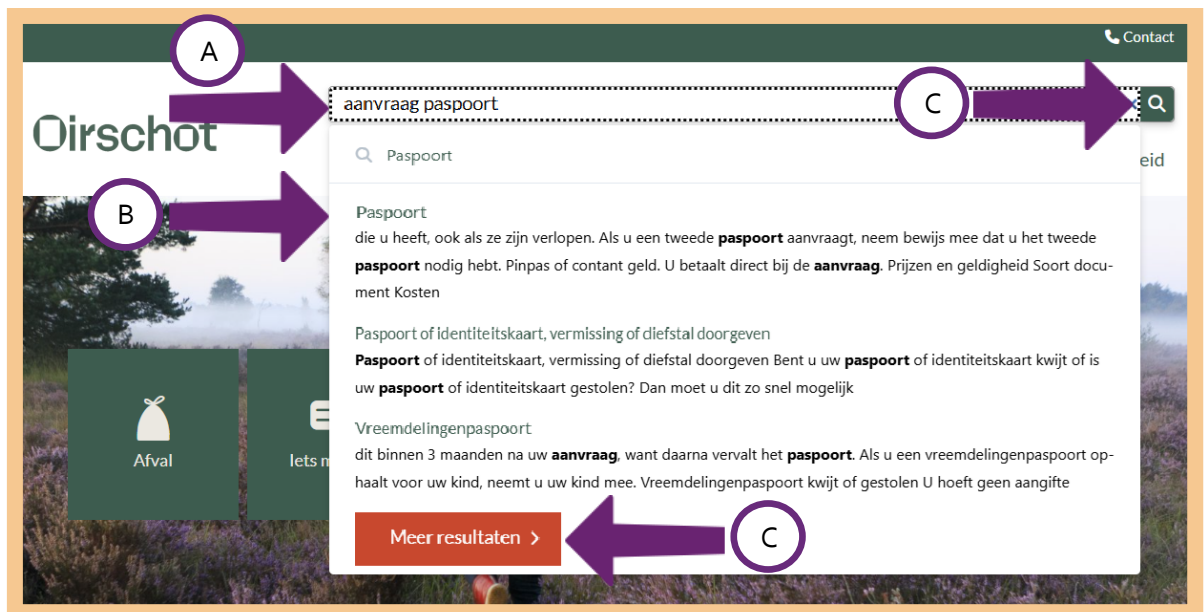 Contact
A
aanvraag paspoort
C
Oirschot
Paspoort
eid
B
Paspoort
die u heeft, ook als ze zijn verlopen. Als u een tweede paspoort aanvraagt, neem bewijs mee dat u het tweede
paspoort nodig hebt. Pinpas of contant geld. U betaalt direct bij de aanvraag. Prijzen en geldigheid Soort docu-
ment Kosten
Paspoort of identiteitskaart, vermissing of diefstal doorgeven
Paspoort of identiteitskaart, vermissing of diefstal doorgeven Bent u uw paspoort of identiteitskaart kwijt of is
uw paspoort of identiteitskaart gestolen? Dan moet u dit zo snel mogelijk
Vreemdelingenpaspoort
dit binnen 3 maanden na uw aanvraag, want daarna vervalt het paspoort. Als u een vreemdelingenpaspoort op-
haalt voor uw kind, neemt u uw kind mee. Vreemdelingenpaspoort kwijt of gestolen U hoeft geen aangifte
Afval
Iets m
Meer resultaten
C